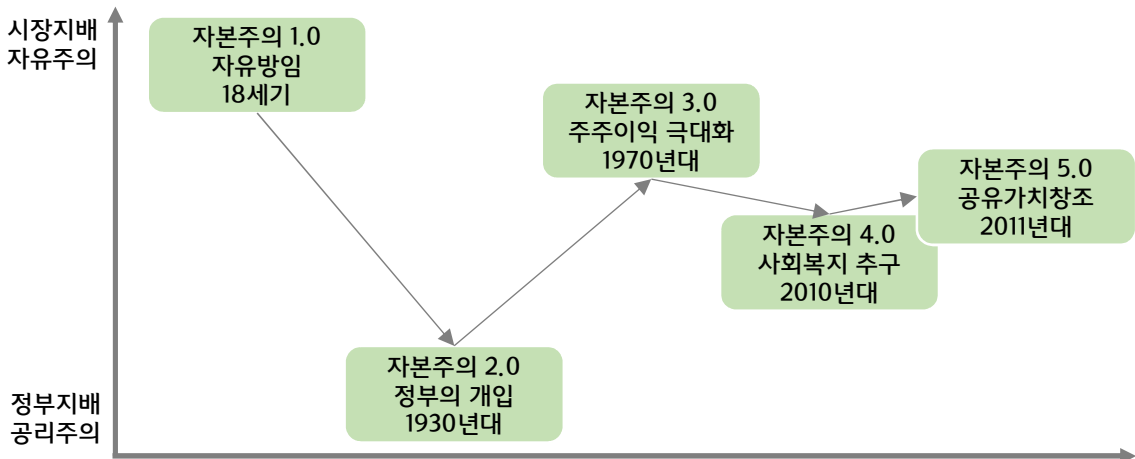 시장지배
자유주의
자본주의 1.0
자유방임
18세기
자본주의 3.0
주주이익 극대화
1970년대
자본주의 5.0
공유가치창조
2011년대
자본주의 4.0
사회복지 추구
2010년대
자본주의 2.0
정부의 개입
1930년대
정부지배
공리주의